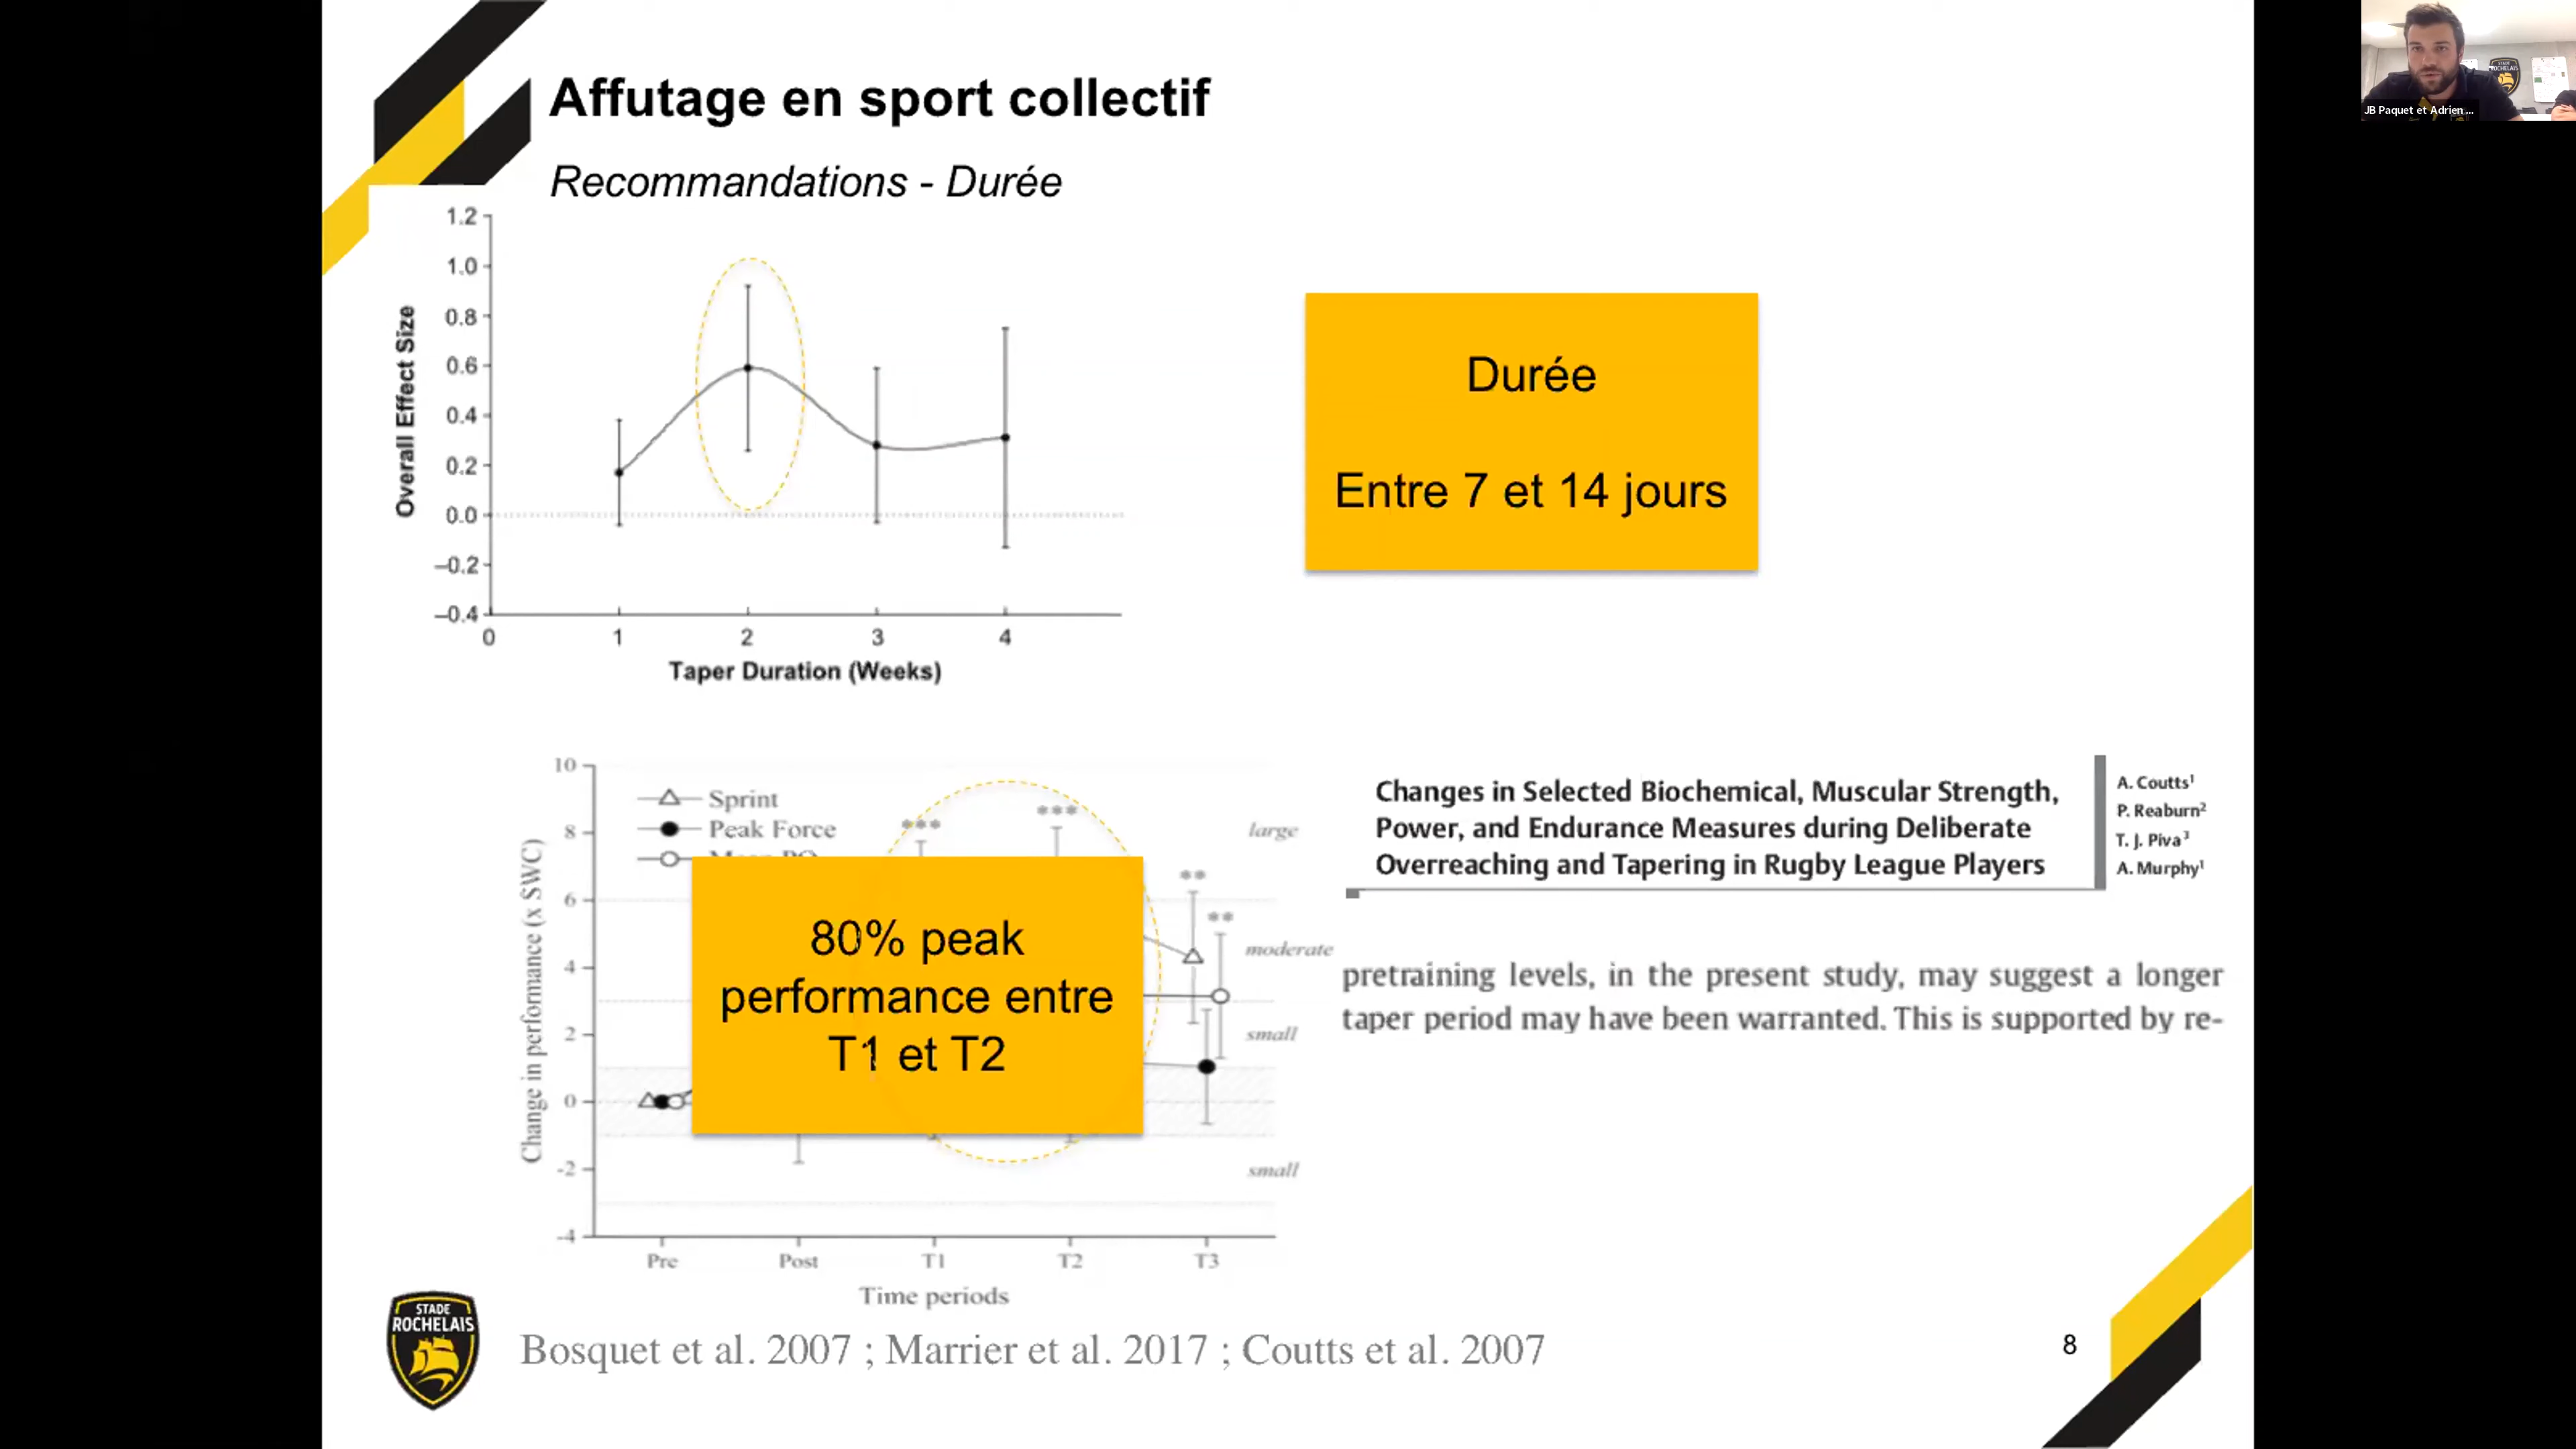 Affutage en sport collectif
Recommandations - Durée
1.2
1.0
0.8
0.6
0.4
0.2
0.0
–0.2
–0.4
Overall Effect Size
0
1
2
3
4
Taper Duration (Weeks)
Durée
Entre 7 et 14 jours
10
8
6
4
2
0
-2
-4
Change in performance (x SWC)
Sprint
Peak Force
***
***
**
**
large
moderate
small
small
80% peak
performance entre
T1 et T2
Pre
Post
T1
T2
T3
Time periods
Changes in Selected Biochemical, Muscular Strength,
Power, and Endurance Measures during Deliberate
Overreaching and Tapering in Rugby League Players
A. Coutts1
P. Reaburn2
T. J. Piva3
A. Murphy1
pretraining levels, in the present study, may suggest a longer
taper period may have been warranted. This is supported by re-
STADE
ROCHELAIS
Bosquet et al. 2007 ; Marrier et al. 2017 ; Coutts et al. 2007
8
JB Paquet et Adrien ...